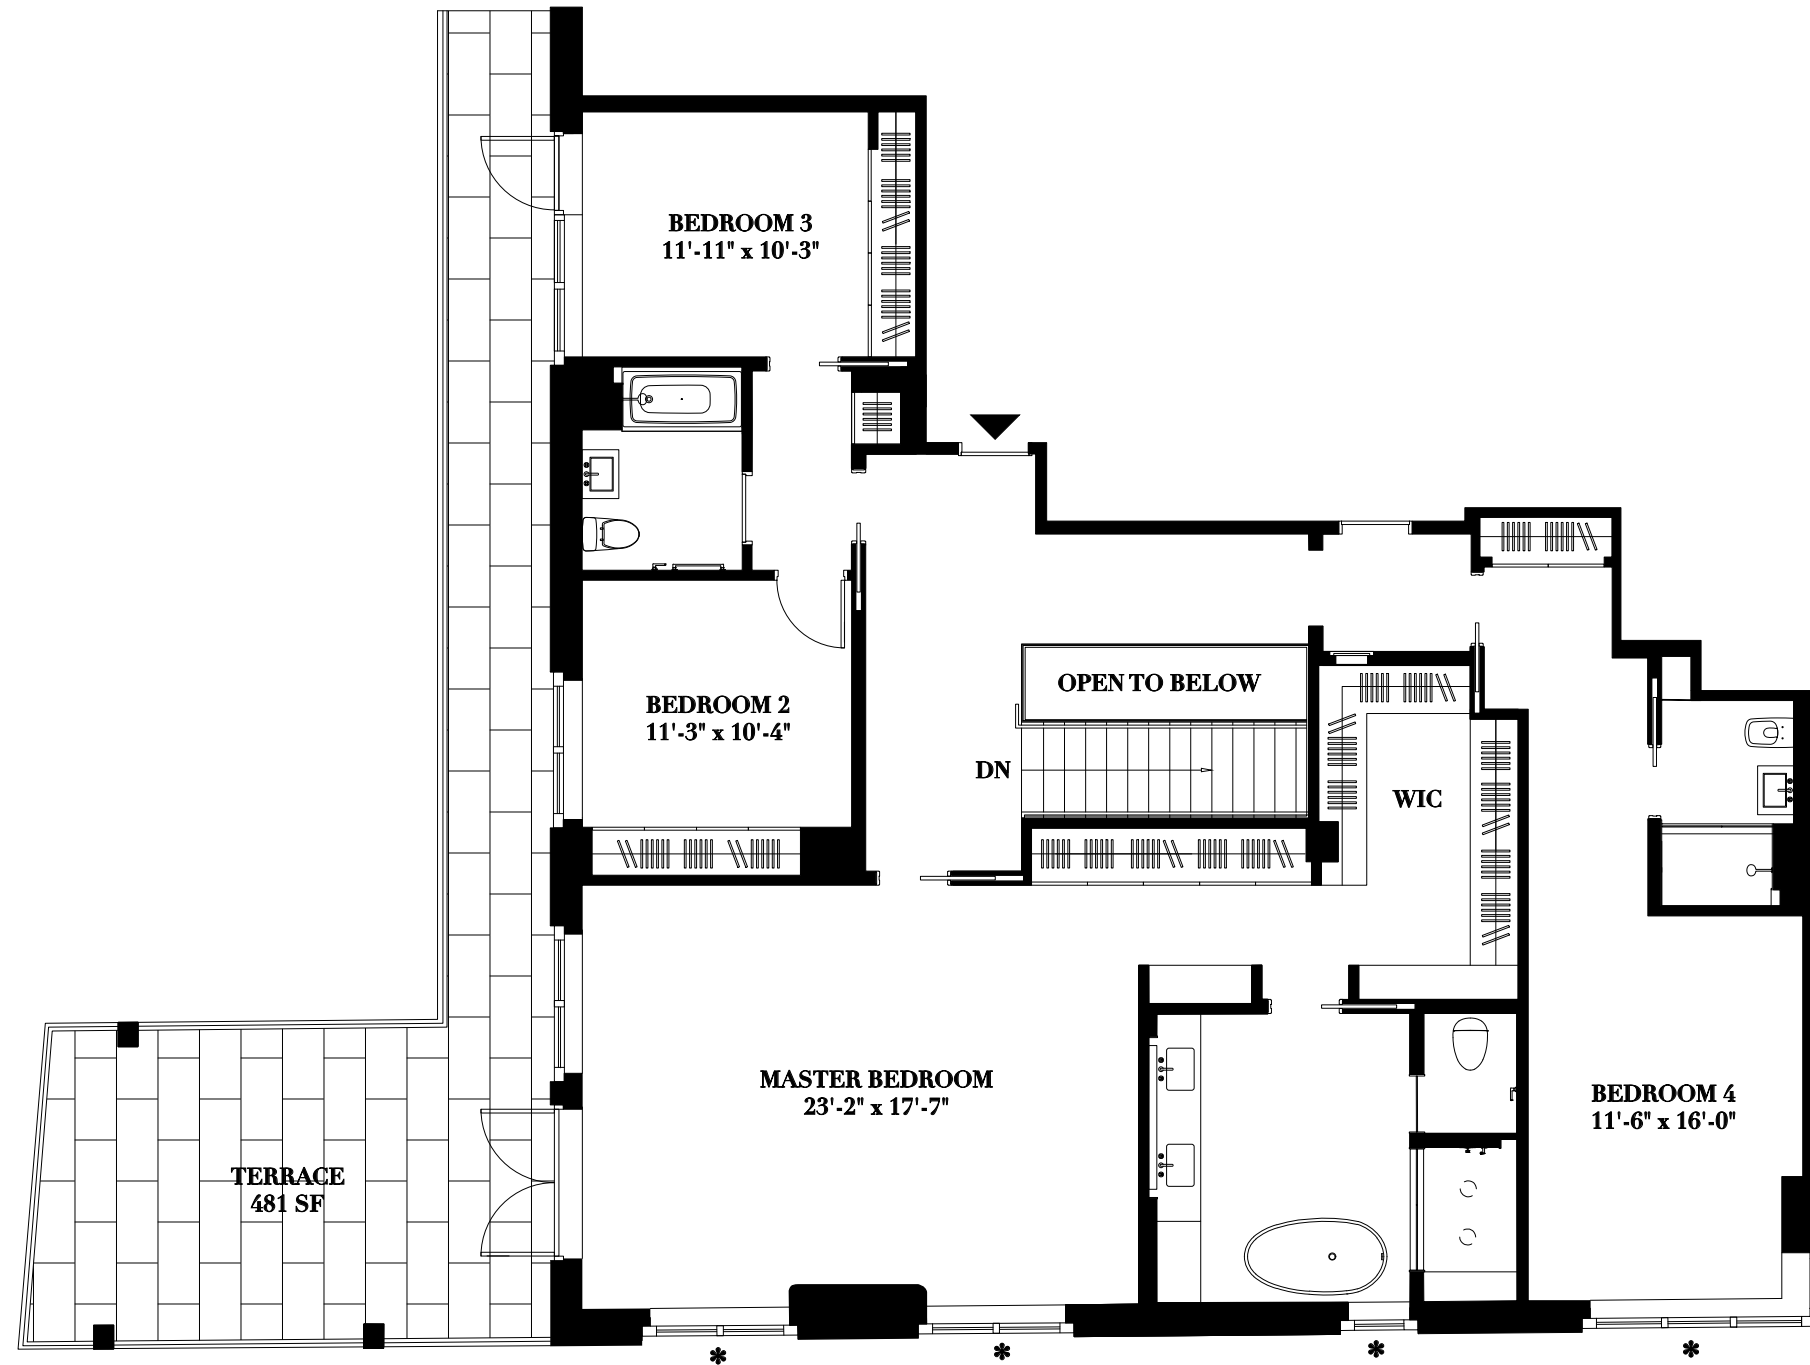 BEDROOM 3
11'-11" x 10'-3"
OPEN TO BELOW
BEDROOM 2
11'-3" x 10'-4"
DN
WIC
MASTER BEDROOM
23'-2" x 17'-7"
BEDROOM 4
11'-6" x 16'-0"
TERRACE
481 SF
* * * *